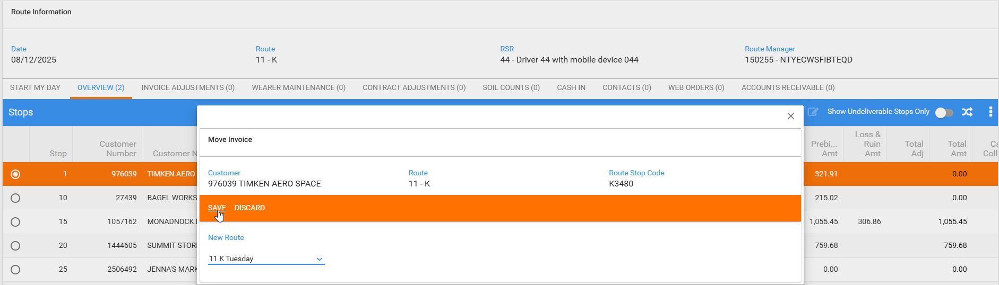 Route Information
Date Route RSR Route Manager
08/12/2025 11 - K 44 - Driver 44 with mobile device 044 150255 - NTYECWSFIBTEQD
START MY DAY OVERVIEW (2) INVOICE ADJUSTMENTS (0) WEARER MAINTENANCE (0) CONTRACT ADJUSTMENTS (0) SOIL COUNTS (0) CASH IN CONTACTS (0) WEB ORDERS (0) ACCOUNTS RECEIVABLE (0)
Stops Show Undeliverable Stops Only
Stop Customer Number Customer N Prebi... Amt Loss & Ruin Amt Total Adj Total Amt Ca Coll
1 976039 TIMKEN AERO 321.91 0.00
10 27439 BAGEL WORKS 215.02 0.00
15 1057162 MONADNOCK 1,055.45 306.86 1,055.45
20 1444605 SUMMIT STOR 759.68 759.68
25 2506492 JENNA'S MARK 0.00 0.00
Move Invoice
Customer Route Route Stop Code
976039 TIMKEN AERO SPACE 11 - K K3480
SAVE DISCARD
New Route
11 K Tuesday